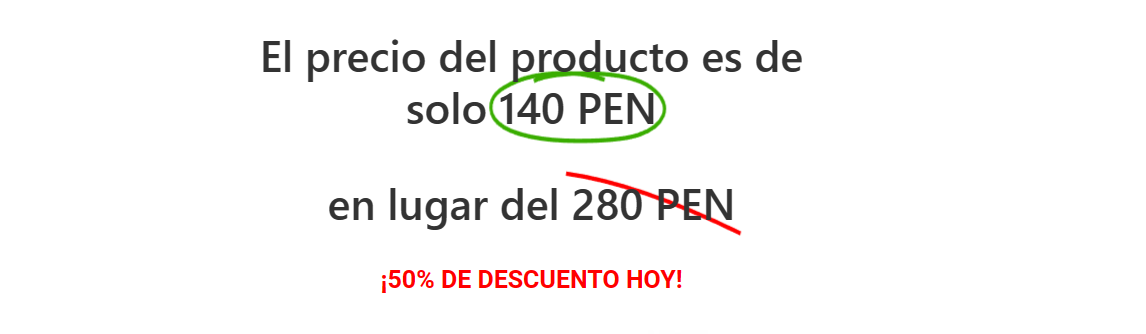 El precio del producto es de
solo 140 PEN
en lugar del 280 PEN
¡50% DE DESCUENTO HOY!